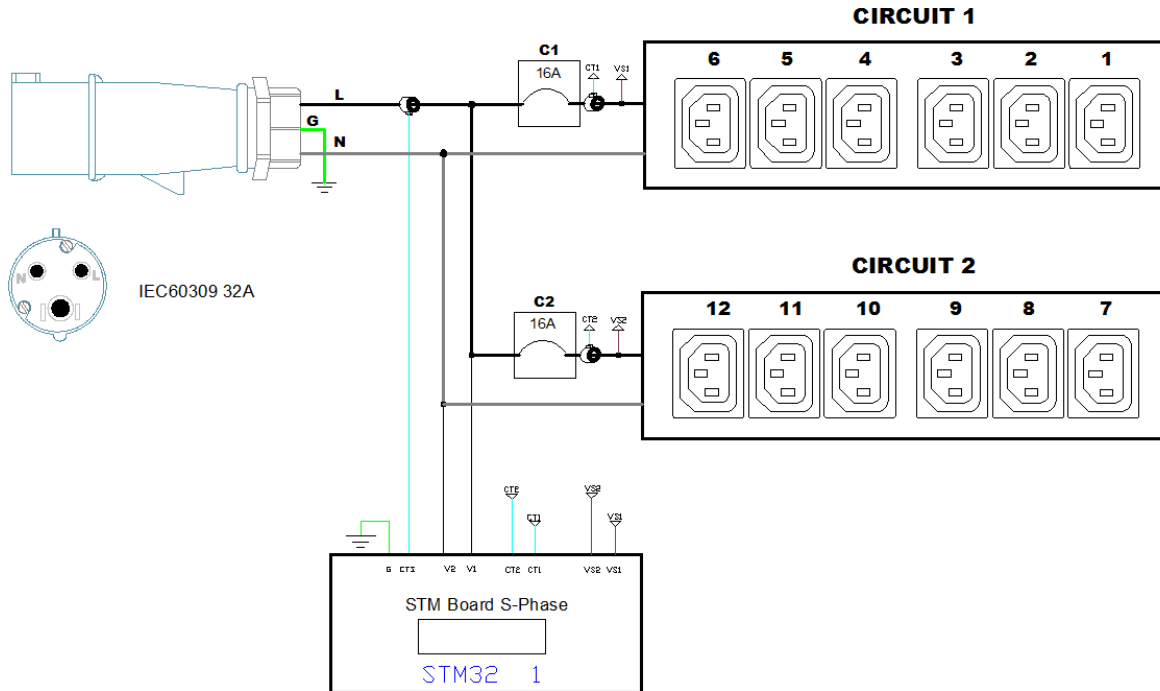 CIRCUIT 1
C1
16A
CT1
VS1
6 5 4 3 2 1
L
G
N
N L
IEC60309 32A
CIRCUIT 2
C2
16A
CT2
VS2
12 11 10 9 8 7
CT2
CT1
VS2
VS1
G CT3 V2 V1 CT2 CT1 VS2 VS1
STM Board S-Phase
STM32 1